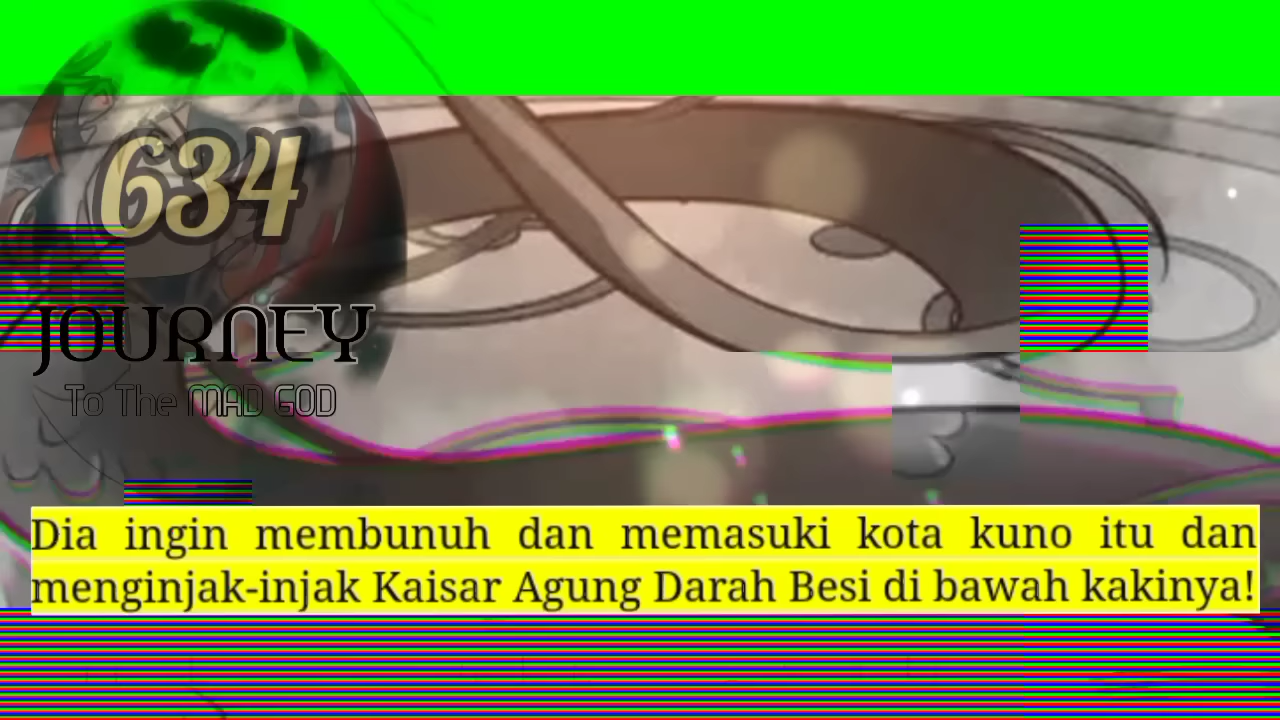 634
JOURNEY
To The MAD GOD
Dia ingin membunuh dan memasuki kota kuno itu dan
menginjak-injak Kaisar Agung Darah Besi di bawah kakinya!